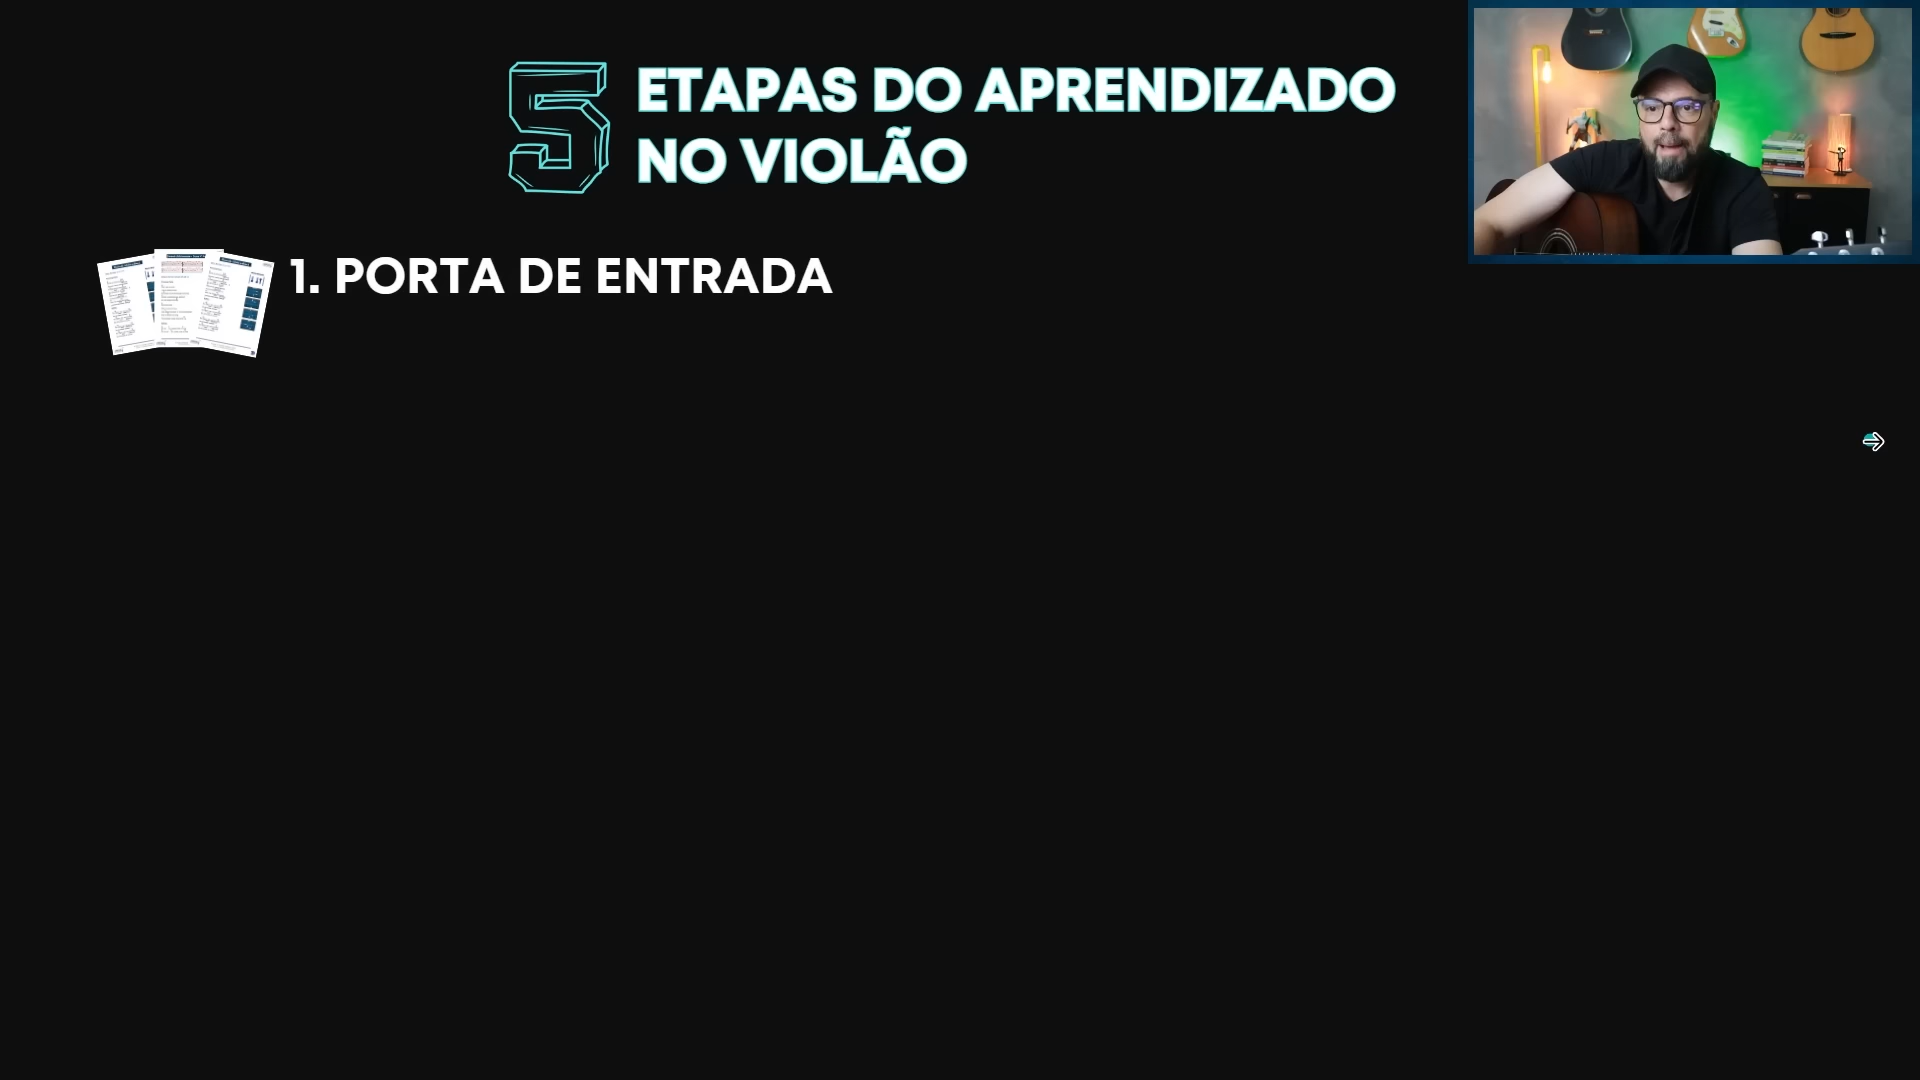 5 ETAPAS DO APRENDIZADO
NO VIOLÃO
1. PORTA DE ENTRADA